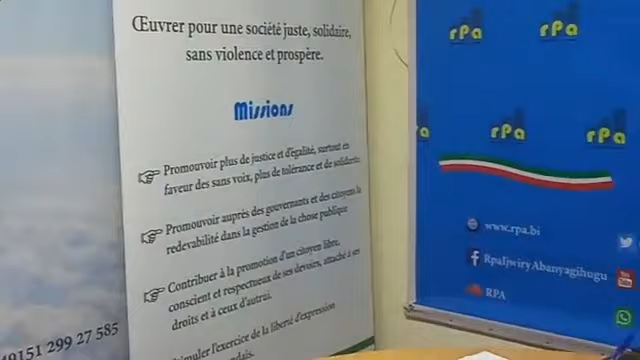 Œuvrer pour une société juste, solidaire,
sans violence et prospère.
Missions
Promouvoir plus de justice et d'égalité, surtout en
faveur des sans voix, plus de tolérance et de solidarité
Promouvoir auprès des gouvernants et des citoyens la
redevabilité dans la gestion de la chose publique
Contribuer à la promotion d'un citoyen libre,
conscient et respectueux de ses devoirs, attaché à ses
droits et à ceux d'autrui.
l'exercice de la liberté d'expression
49151 299 27 585
rPa
rPa
rPa
rPa
www.rpa.bi
RpaIjwiryAbanyagihugu
RPA
You